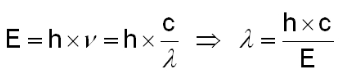 E = h × ν = h × c/λ ⇒ λ = h × c/E